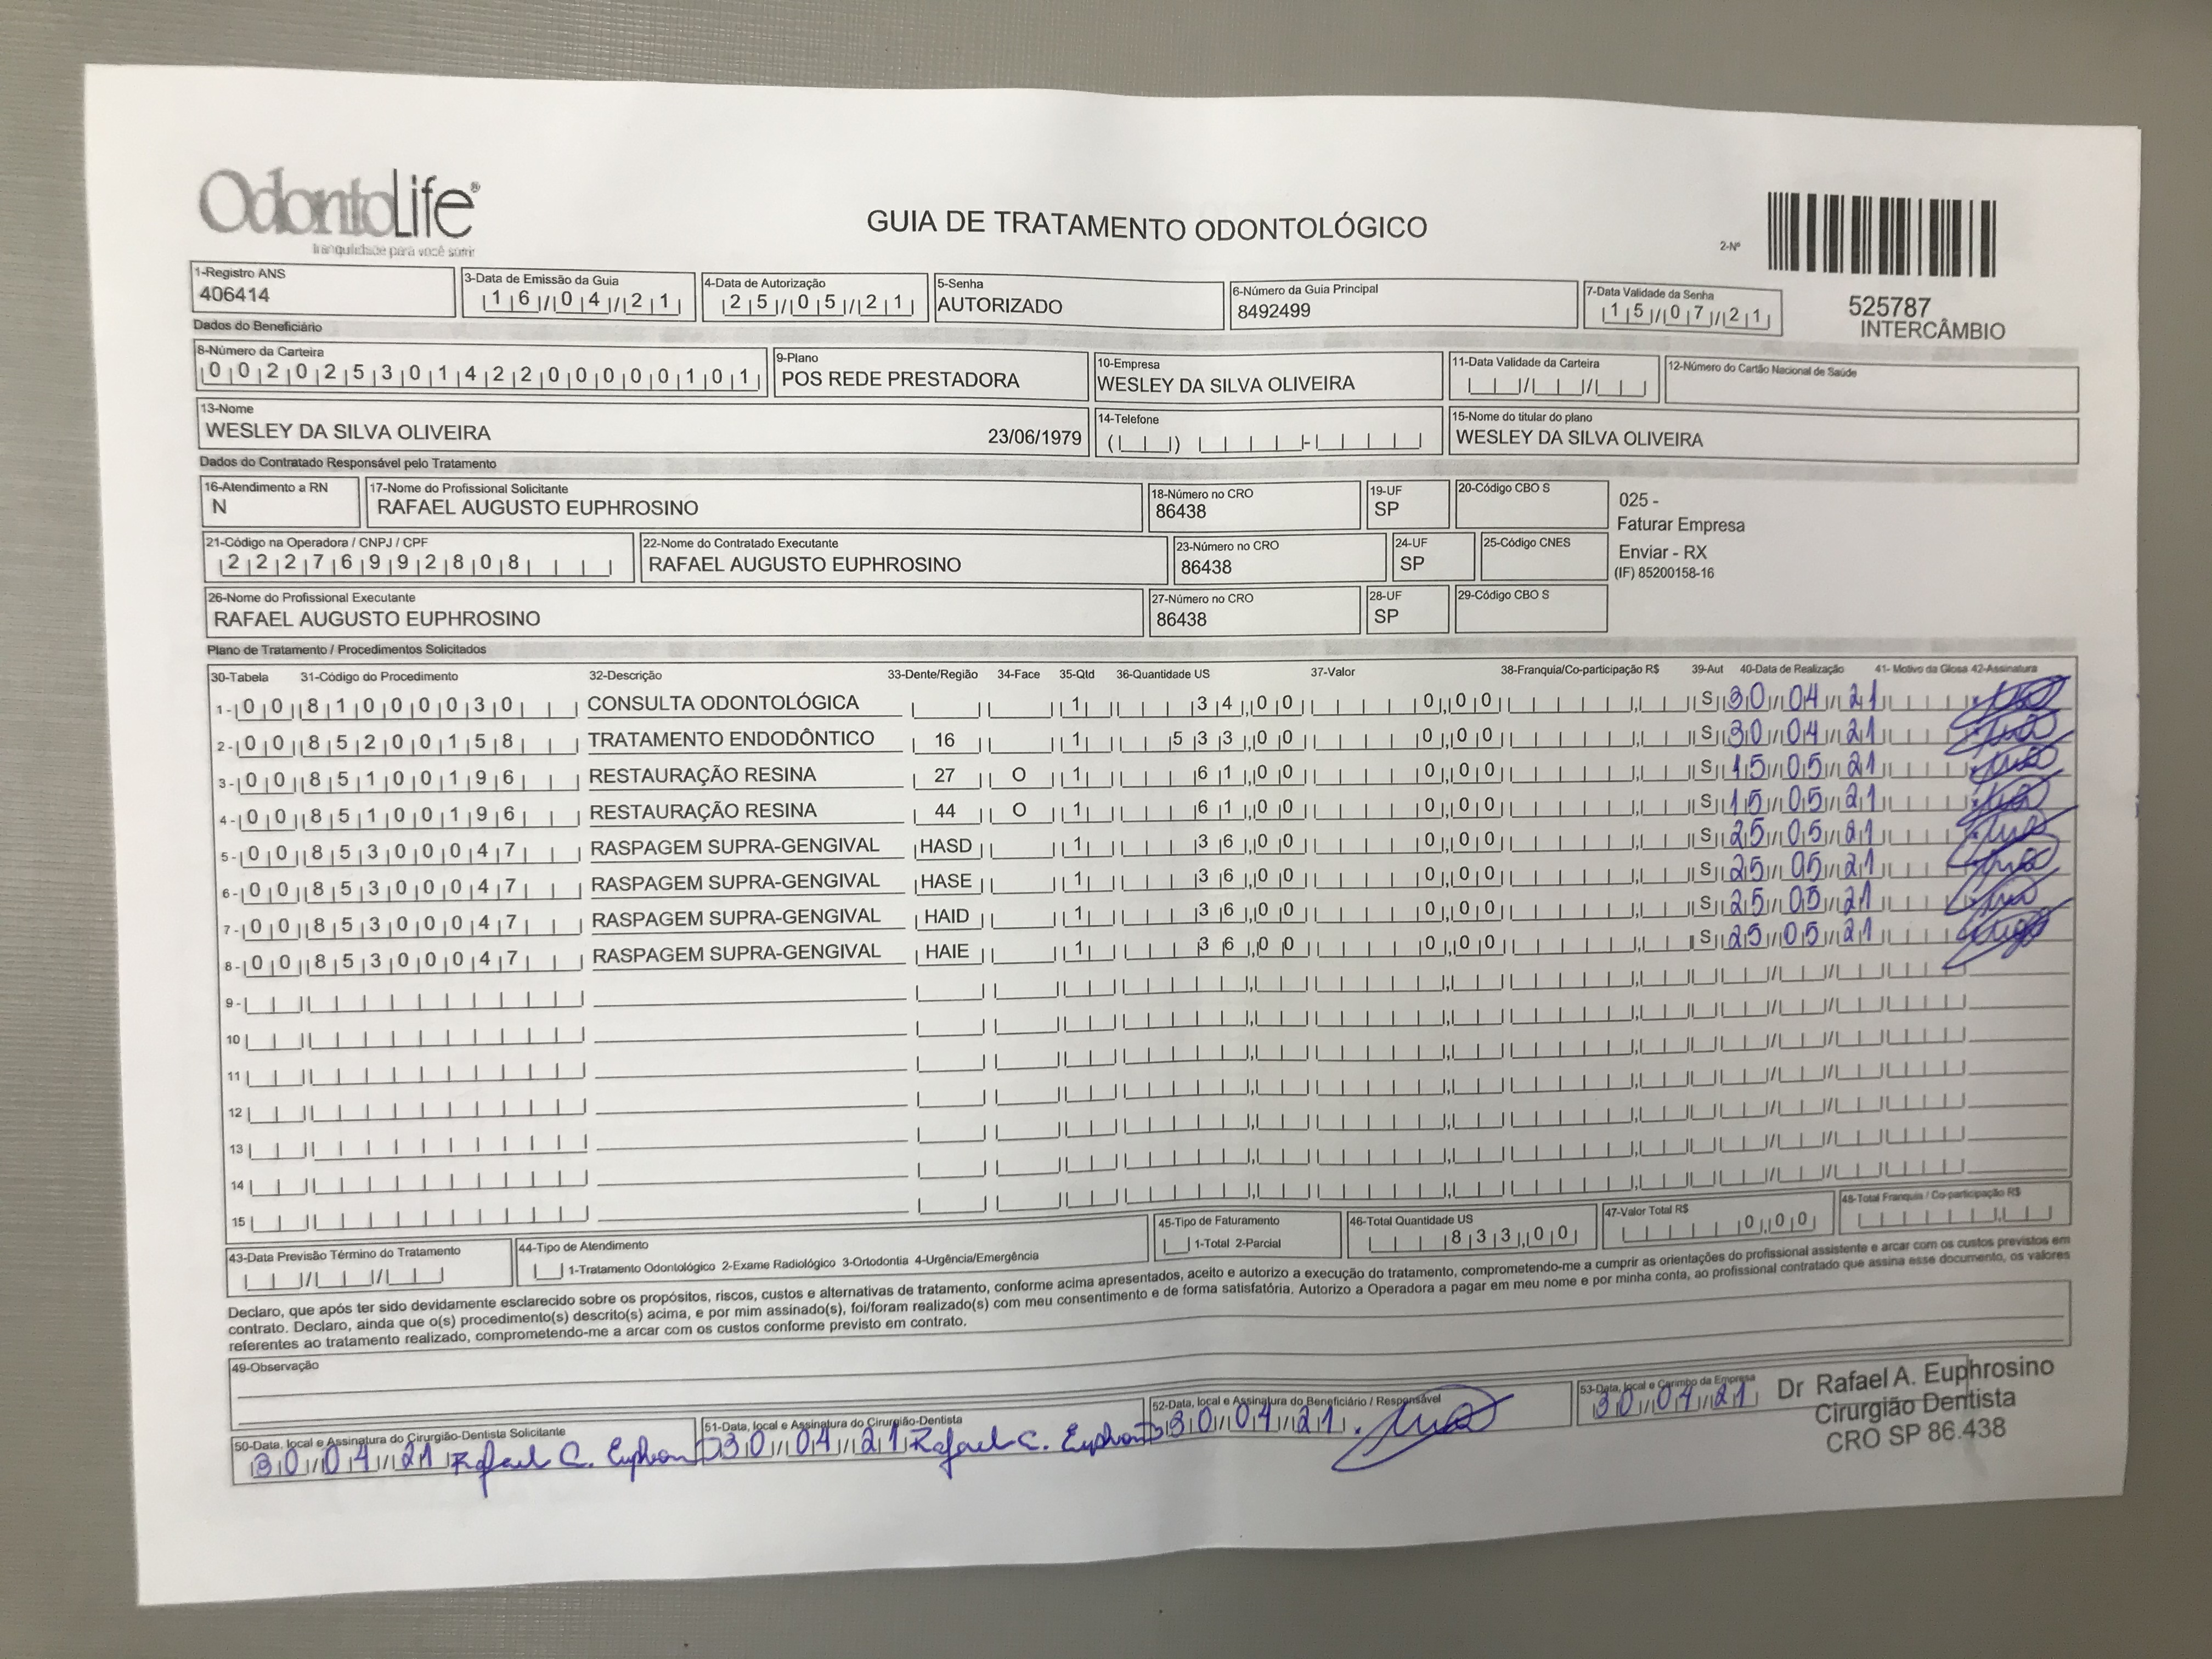 OdontoLife®
tranquilidade para você sorrir
GUIA DE TRATAMENTO ODONTOLÓGICO
2-Nº
525787
INTERCÂMBIO
1-Registro ANS
406414
3-Data de Emissão da Guia
16/04/21
4-Data de Autorização
25/05/21
5-Senha
AUTORIZADO
6-Número da Guia Principal
8492499
7-Data Validade da Senha
15/07/21
Dados do Beneficiário
8-Número da Carteira
00202530142200000101
9-Plano
POS REDE PRESTADORA
10-Empresa
WESLEY DA SILVA OLIVEIRA
11-Data Validade da Carteira
12-Número do Cartão Nacional de Saúde
13-Nome
WESLEY DA SILVA OLIVEIRA 23/06/1979
14-Telefone
15-Nome do titular do plano
WESLEY DA SILVA OLIVEIRA
Dados do Contratado Responsável pelo Tratamento
16-Atendimento a RN
N
17-Nome do Profissional Solicitante
RAFAEL AUGUSTO EUPHROSINO
18-Número no CRO
86438
19-UF
SP
20-Código CBO S
025 -
Faturar Empresa
Enviar - RX
(IF) 85200158-16
21-Código na Operadora / CNPJ / CPF
22276992808
22-Nome do Contratado Executante
RAFAEL AUGUSTO EUPHROSINO
23-Número no CRO
86438
24-UF
SP
25-Código CNES
26-Nome do Profissional Executante
RAFAEL AUGUSTO EUPHROSINO
27-Número no CRO
86438
28-UF
SP
29-Código CBO S
Plano de Tratamento / Procedimentos Solicitados
30-Tabela 31-Código do Procedimento 32-Descrição 33-Dente/Região 34-Face 35-Qtd 36-Quantidade US 37-Valor 38-Franquia/Co-participação R$ 39-Aut 40-Data de Realização 41- Motivo da Glosa 42-Assinatura
1- 00 81000030 CONSULTA ODONTOLÓGICA 1 34,00 0,00 S 30/04/21
2- 00 85200158 TRATAMENTO ENDODÔNTICO 16 1 533,00 0,00 S 30/04/21
3- 00 85100196 RESTAURAÇÃO RESINA 27 O 1 61,00 0,00 S 15/05/21
4- 00 85100196 RESTAURAÇÃO RESINA 44 O 1 61,00 0,00 S 15/05/21
5- 00 85300047 RASPAGEM SUPRA-GENGIVAL HASD 1 36,00 0,00 S 25/05/21
6- 00 85300047 RASPAGEM SUPRA-GENGIVAL HASE 1 36,00 0,00 S 25/05/21
7- 00 85300047 RASPAGEM SUPRA-GENGIVAL HAID 1 36,00 0,00 S 25/05/21
8- 00 85300047 RASPAGEM SUPRA-GENGIVAL HAIE 1 36,00 0,00 S 25/05/21
9-
10
11
12
13
14
15
43-Data Previsão Término do Tratamento
44-Tipo de Atendimento
1-Tratamento Odontológico 2-Exame Radiológico 3-Ortodontia 4-Urgência/Emergência
45-Tipo de Faturamento
1-Total 2-Parcial
46-Total Quantidade US
833,00
47-Valor Total R$
0,00
48-Total Franquia / Co-participação R$
Declaro, que após ter sido devidamente esclarecido sobre os propósitos, riscos, custos e alternativas de tratamento, conforme acima apresentados, aceito e autorizo a execução do tratamento, comprometendo-me a cumprir as orientações do profissional assistente e arcar com os custos previstos em
contrato. Declaro, ainda que o(s) procedimento(s) descrito(s) acima, e por mim assinado(s), foi/foram realizado(s) com meu consentimento e de forma satisfatória. Autorizo a Operadora a pagar em meu nome e por minha conta, ao profissional contratado que assina esse documento, os valores
referentes ao tratamento realizado, comprometendo-me a arcar com os custos conforme previsto em contrato.
49-Observação
50-Data, local e Assinatura do Cirurgião-Dentista Solicitante
30/04/21 Rafael
51-Data, local e Assinatura do Cirurgião-Dentista
30/04/21 Rafael
52-Data, local e Assinatura do Beneficiário / Responsável
30/04/21
53-Data, local e Carimbo da Empresa
30/04/21
Dr Rafael A. Euphrosino
Cirurgião Dentista
CRO SP 86.438